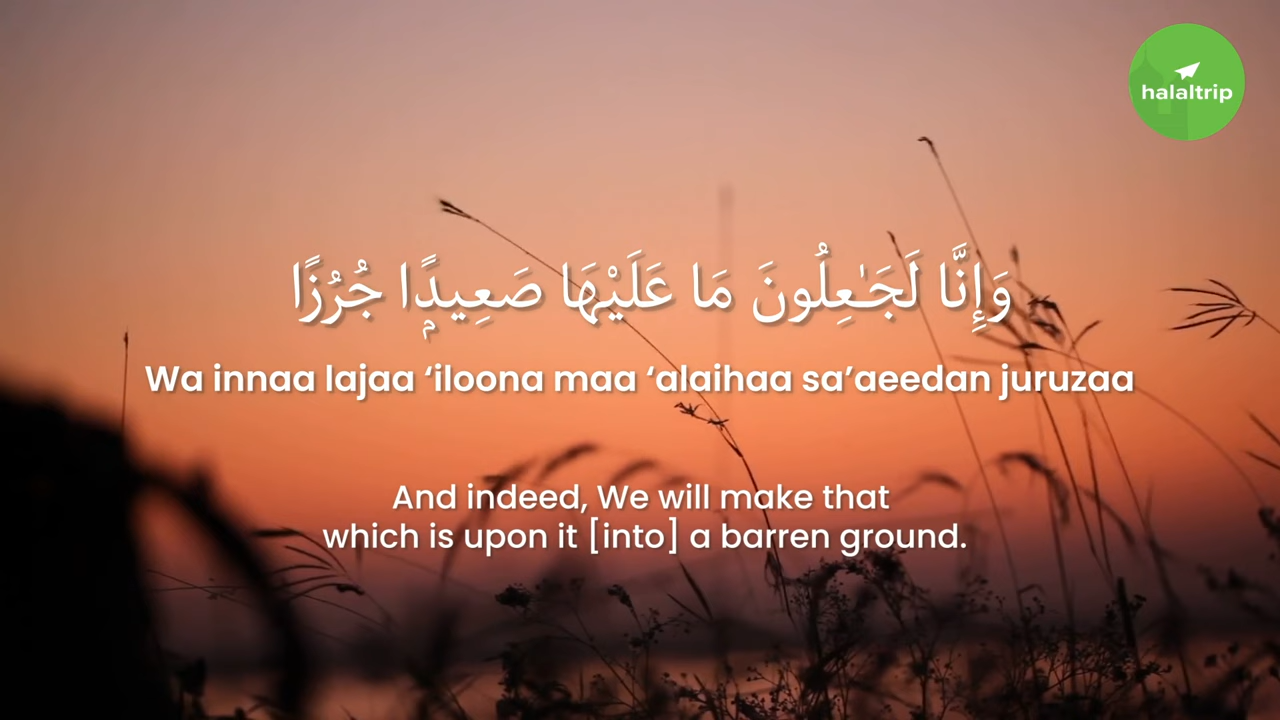 halaltrip
وَإِنَّا لَجَـٰعِلُونَ مَا عَلَيْهَا صَعِيدًۭا جُرُزًا
Wa innaa lajaa ‘iloona maa ‘alaihaa sa’aeedan juruzaa
And indeed, We will make that
which is upon it [into] a barren ground.